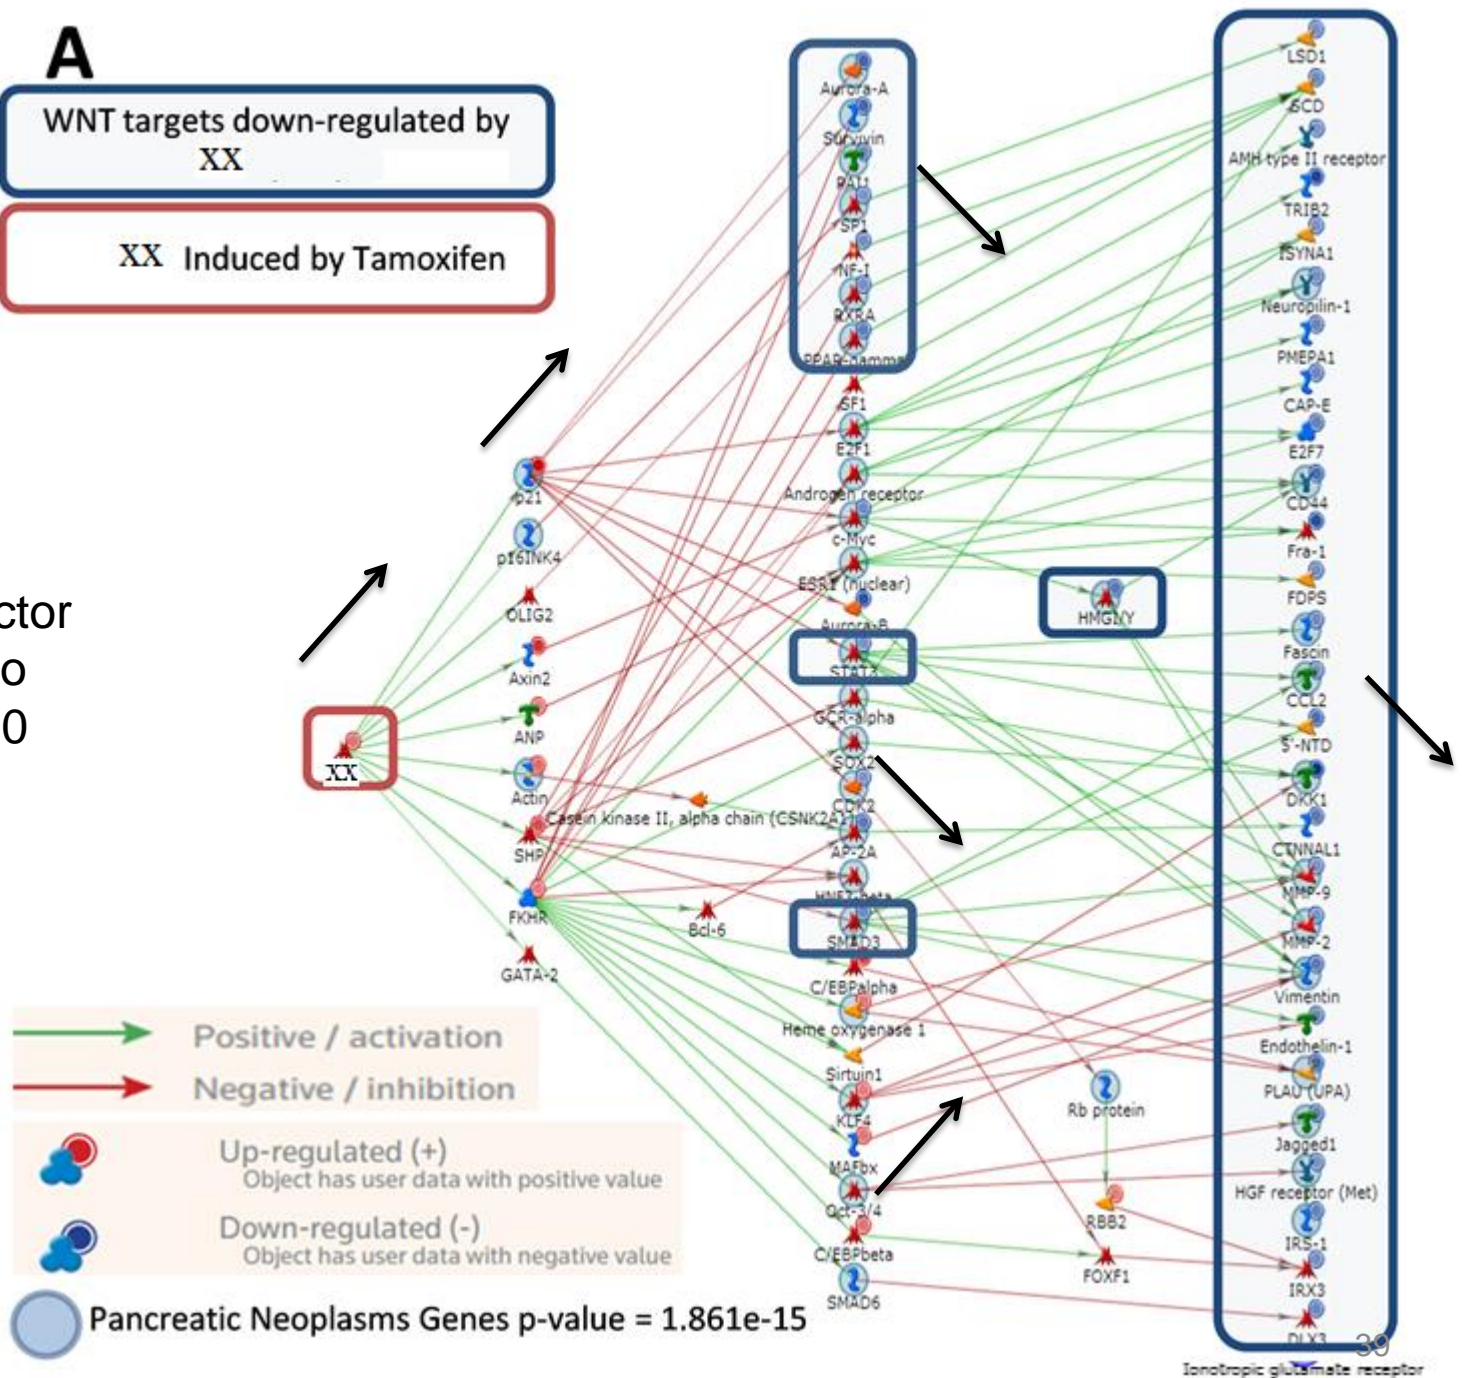 A
WNT targets down-regulated by
XX
XX Induced by Tamoxifen
ctor
o
0
XX
p21
p16INK4
OLIG2
Axin2
ANP
Actin
SHP
FKHR
GATA-2
Casein kinase II, alpha chain (CSNK2A1)
Bcl-6
Aurora-A
Survivin
PAI1
SP1
NF-I
RXRA
PPAR-gamma
SF1
E2F1
Androgen receptor
c-Myc
ESR1 (nuclear)
Aurora-B
STAT3
GCR-alpha
SOX2
CDK2
AP-2A
HNF3-beta
SMAD3
C/EBPalpha
Heme oxygenase 1
Sirtuin1
KLF4
MAFbx
Oct-3/4
C/EBPbeta
SMAD6
HMGI/Y
Rb protein
RBB2
FOXF1
LSD1
SCD
AMH type II receptor
TRIB2
ISYNA1
Neuropilin-1
PMEPA1
CAP-E
E2F7
CD44
Fra-1
FDPS
Fascin
CCL2
5'-NTD
DKK1
CTNNAL1
MMP-9
MMP-2
Vimentin
Endothelin-1
PLAU (UPA)
Jagged1
HGF receptor (Met)
IRS-1
IRX3
DLX3
39
Ionotropic glutamate receptor
Positive / activation
Negative / inhibition
Up-regulated (+)
Object has user data with positive value
Down-regulated (-)
Object has user data with negative value
Pancreatic Neoplasms Genes p-value = 1.861e-15